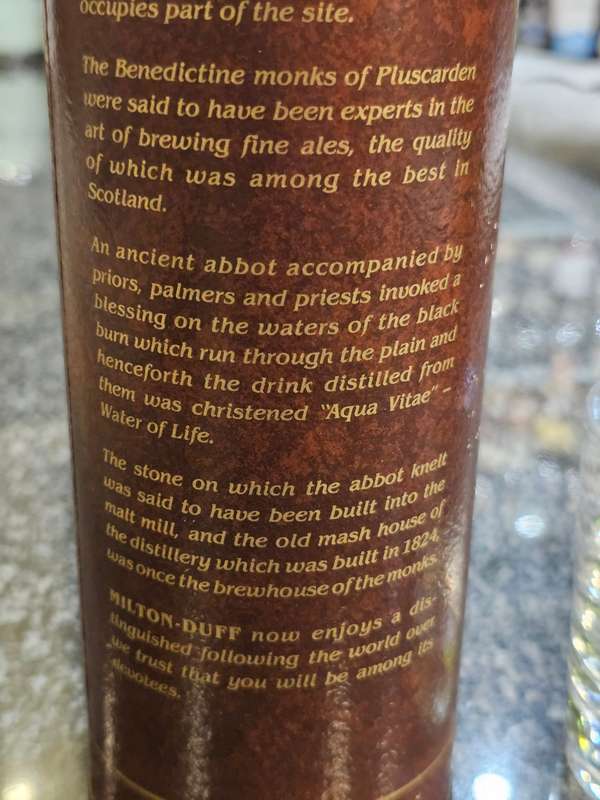 occupies part of the site.
The Benedictine monks of Pluscarden
were said to have been experts in the
art of brewing fine ales, the quality
of which was among the best in
Scotland.
An ancient abbot accompanied by
priors, palmers and priests invoked a
blessing on the waters of the black
burn which run through the plain and
henceforth the drink distilled from
them was christened "Aqua Vitae" –
Water of Life.
The stone on which the abbot knelt
was said to have been built into the
malt mill, and the old mash house of
the distillery which was built in 1824,
was once the brewhouse of the monks.
MILTON-DUFF now enjoys a dis-
tinguished following the world over
we trust that you will be among its
devotees.